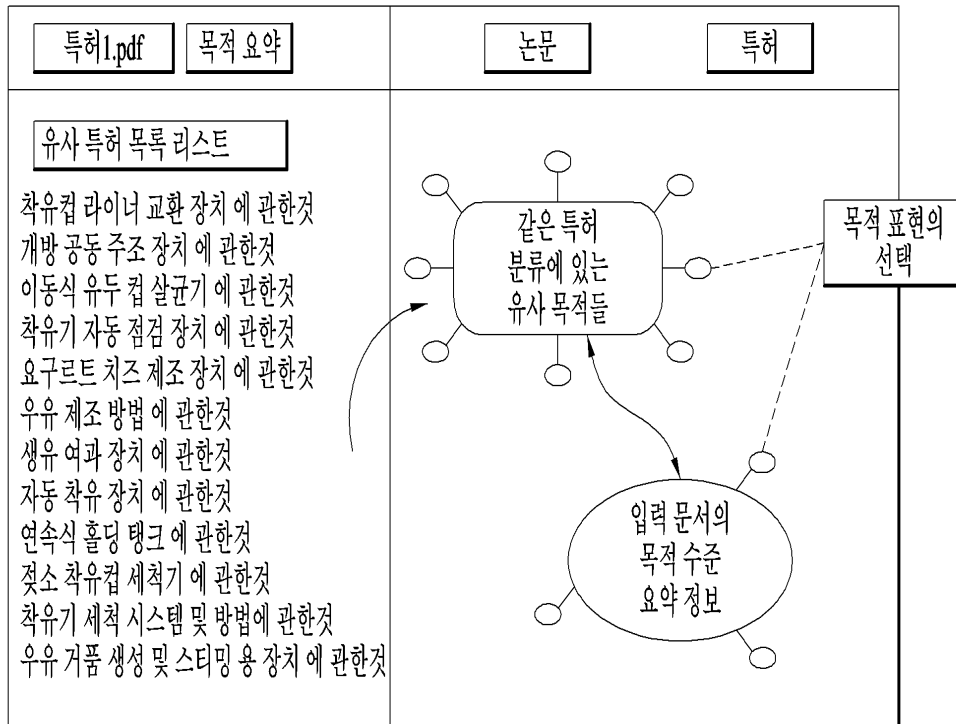 특허1.pdf 목적 요약
논문 특허
유사 특허 목록 리스트
착유컵 라이너 교환 장치 에 관한것
개방 공동 주조 장치 에 관한것
이동식 유두 컵 살균기 에 관한것
착유기 자동 점검 장치 에 관한것
요구르트 치즈 제조 장치 에 관한것
우유 제조 방법 에 관한것
생유 여과 장치 에 관한것
자동 착유 장치 에 관한것
연속식 홀딩 탱크 에 관한것
젖소 착유컵 세척기 에 관한것
착유기 세척 시스템 및 방법에 관한것
우유 거품 생성 및 스티밍 용 장치 에 관한것
같은 특허
분류에 있는
유사 목적들
목적 표현의
선택
입력 문서의
목적 수준
요약 정보